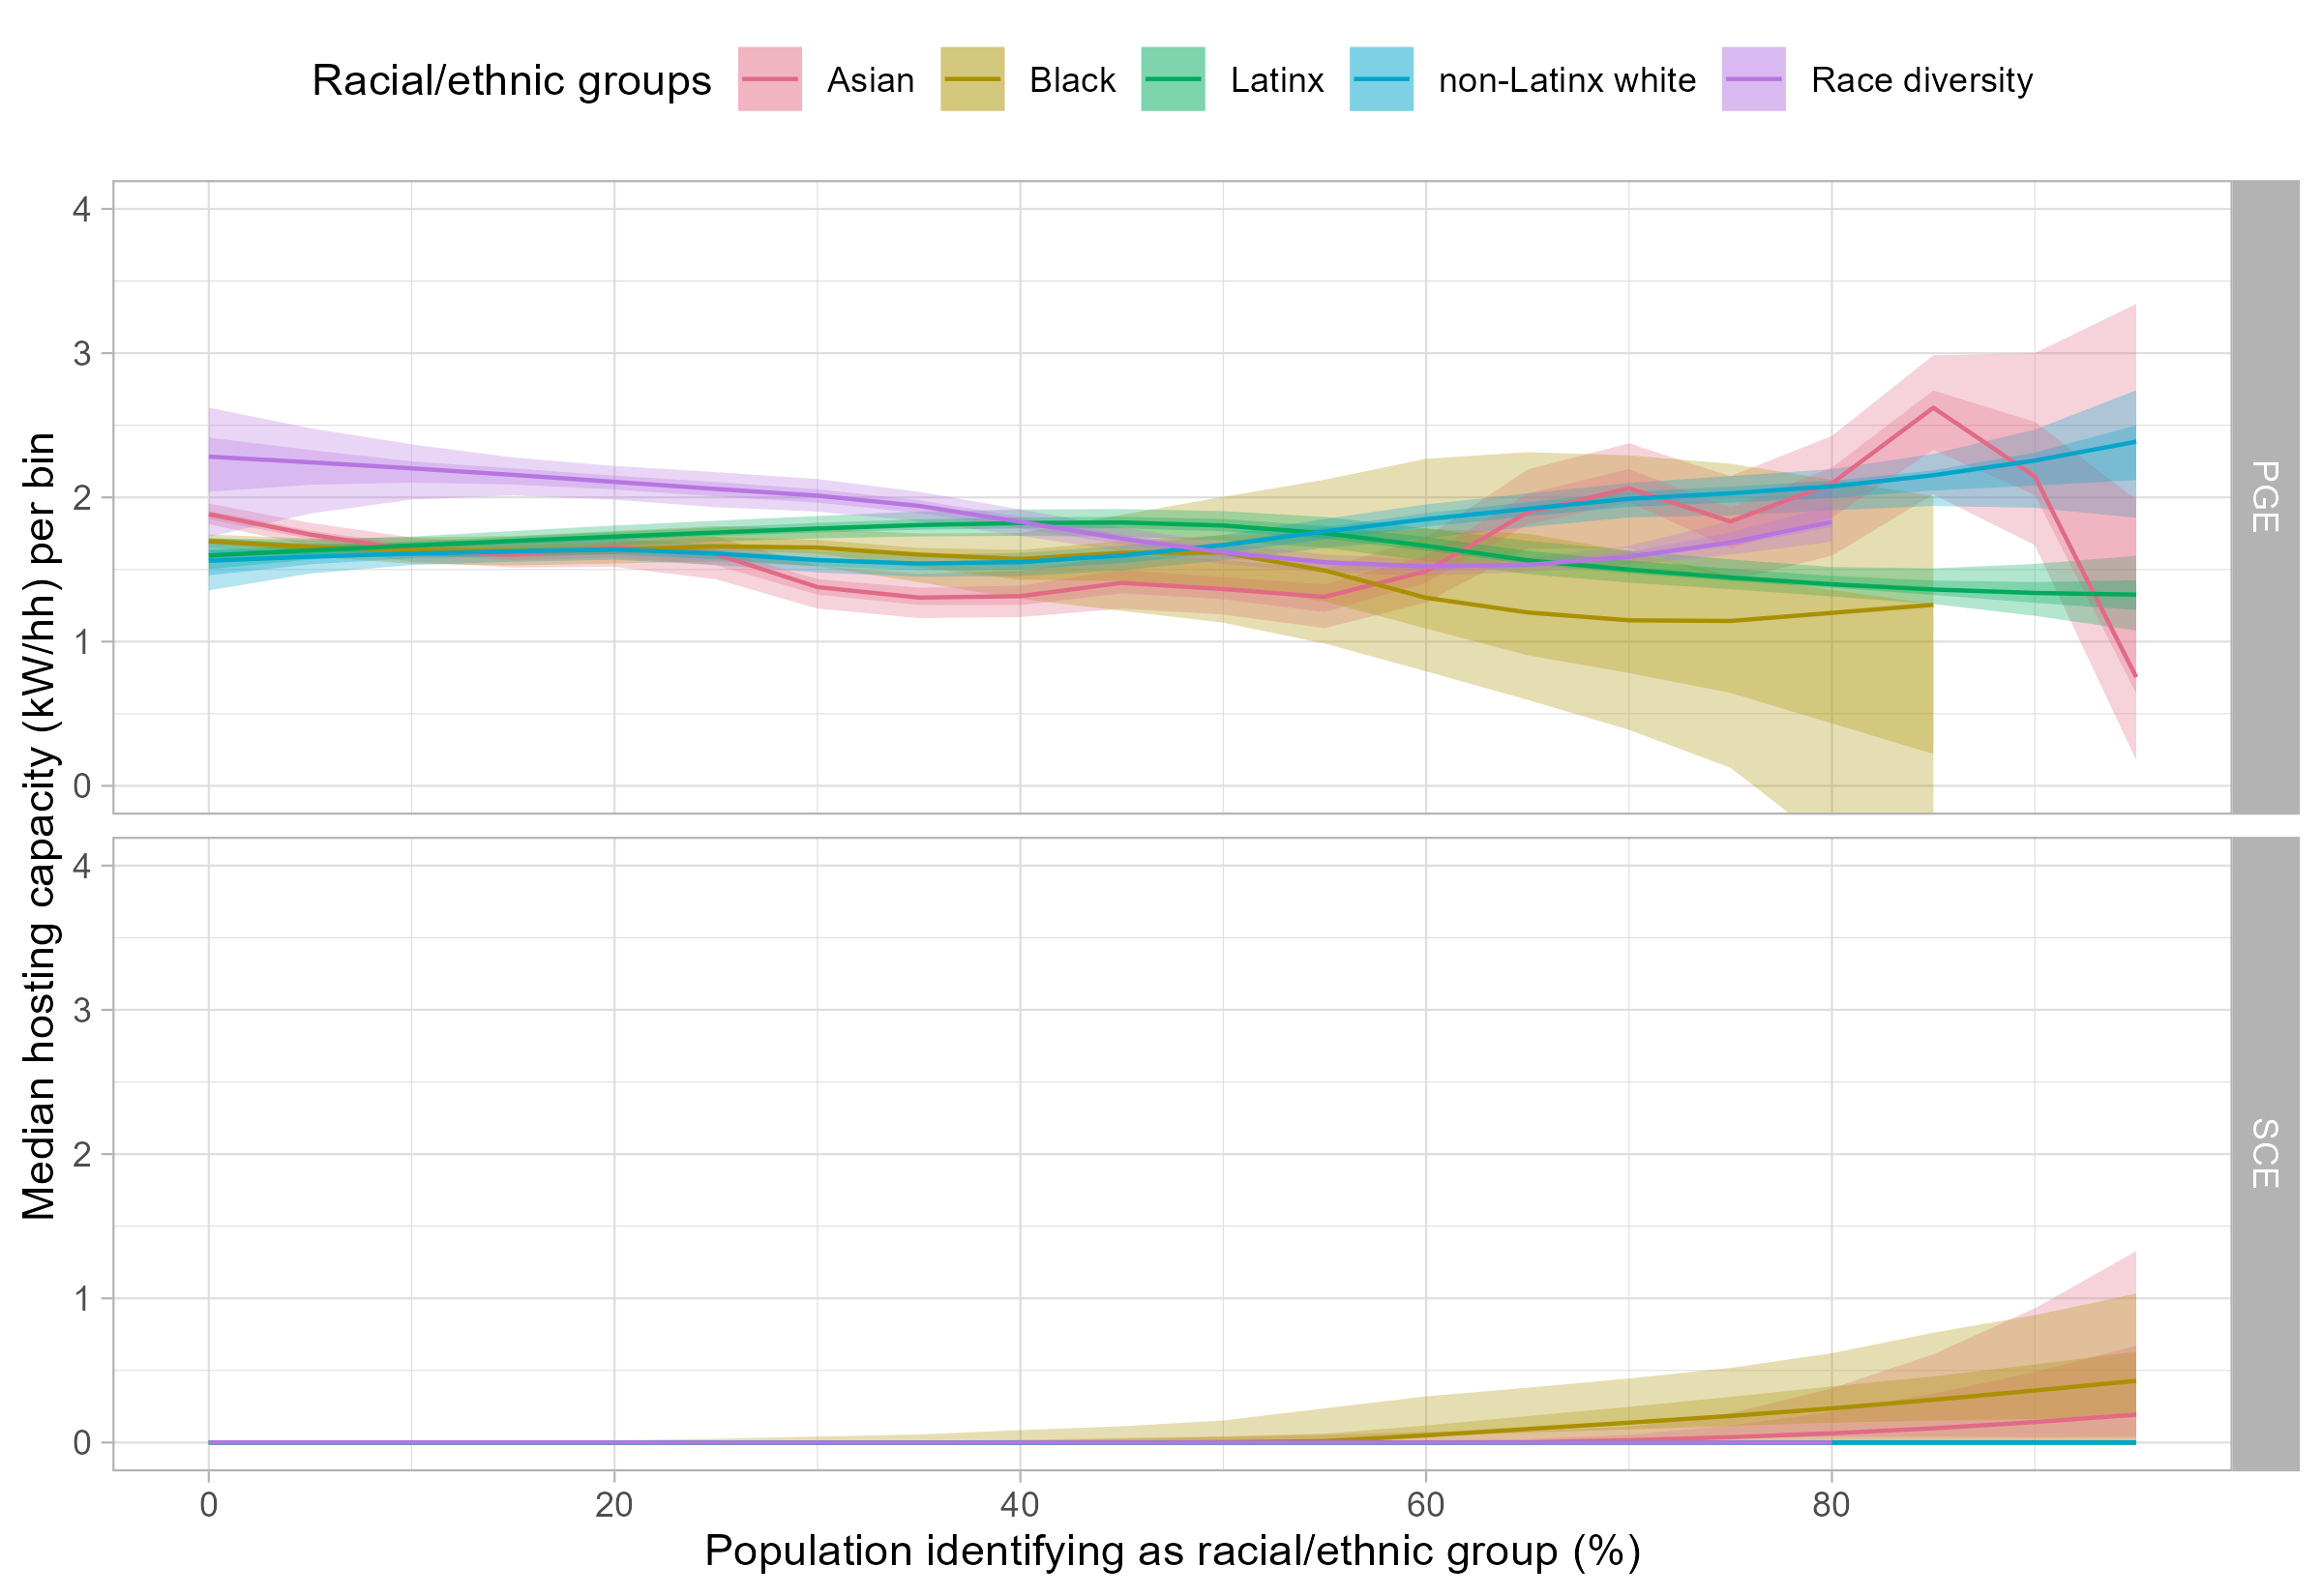 Racial/ethnic groups Asian Black Latinx non-Latinx white Race diversity
Median hosting capacity (kW/hh) per bin
4
3
2
1
0
PGE
4
3
2
1
0
SCE
0 20 40 60 80
Population identifying as racial/ethnic group (%)